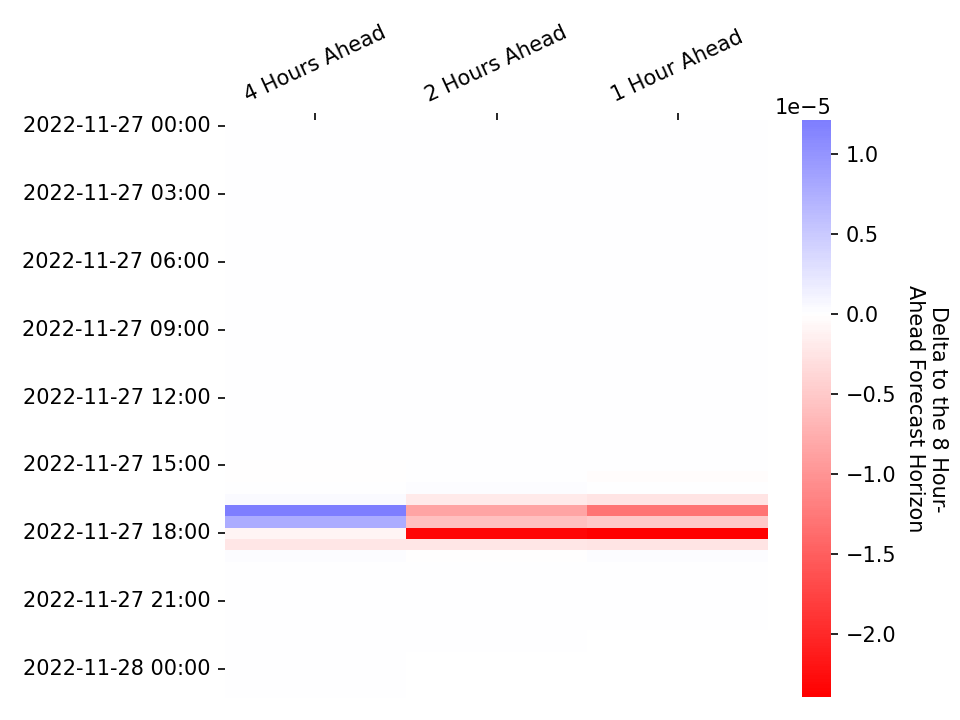 4 Hours Ahead
2 Hours Ahead
1 Hour Ahead
1e−5
2022-11-27 00:00
2022-11-27 03:00
2022-11-27 06:00
2022-11-27 09:00
2022-11-27 12:00
2022-11-27 15:00
2022-11-27 18:00
2022-11-27 21:00
2022-11-28 00:00
1.0
0.5
0.0
−0.5
−1.0
−1.5
−2.0
Delta to the 8 Hour-
Ahead Forecast Horizon